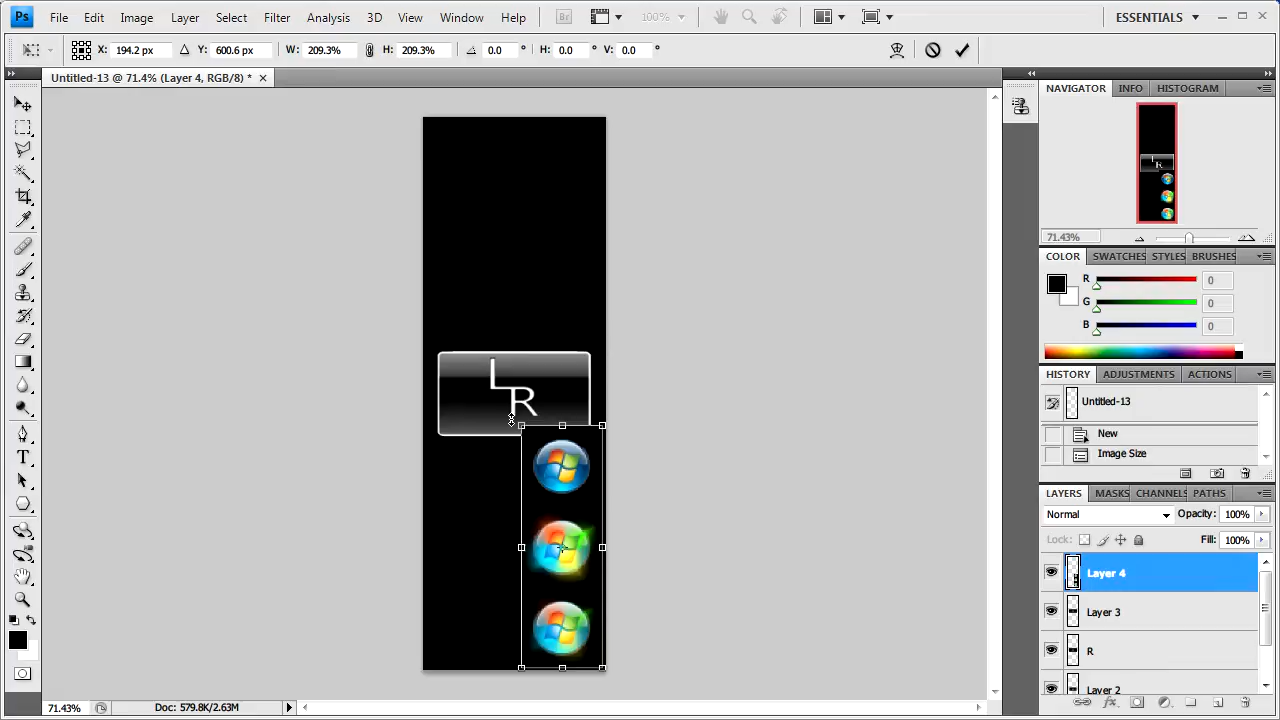 Ps File Edit Image Layer Select Filter Analysis 3D View Window Help Br 100% ESSENTIALS
X: 194.2 px Y: 600.6 px W: 209.3% H: 209.3% 0.0 ° H: 0.0 ° V: 0.0 °
Untitled-13 @ 71.4% (Layer 4, RGB/8) *
NAVIGATOR INFO HISTOGRAM
71.43%
COLOR SWATCHES STYLES BRUSHES
R 0
G 0
B 0
HISTORY ADJUSTMENTS ACTIONS
Untitled-13
New
Image Size
LAYERS MASKS CHANNELS PATHS
Normal Opacity: 100%
Lock: Fill: 100%
Layer 4
Layer 3
R
Layer 2
L
R
T
71.43% Doc: 579.8K/2.63M